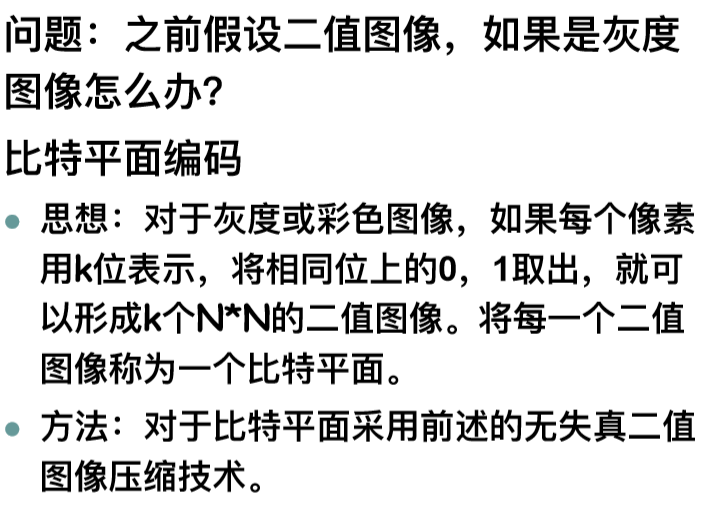 问题：之前假设二值图像，如果是灰度
图像怎么办？
比特平面编码
• 思想：对于灰度或彩色图像，如果每个像素
用k位表示，将相同位上的0，1取出，就可
以形成k个N*N的二值图像。将每一个二值
图像称为一个比特平面。
• 方法：对于比特平面采用前述的无失真二值
图像压缩技术。